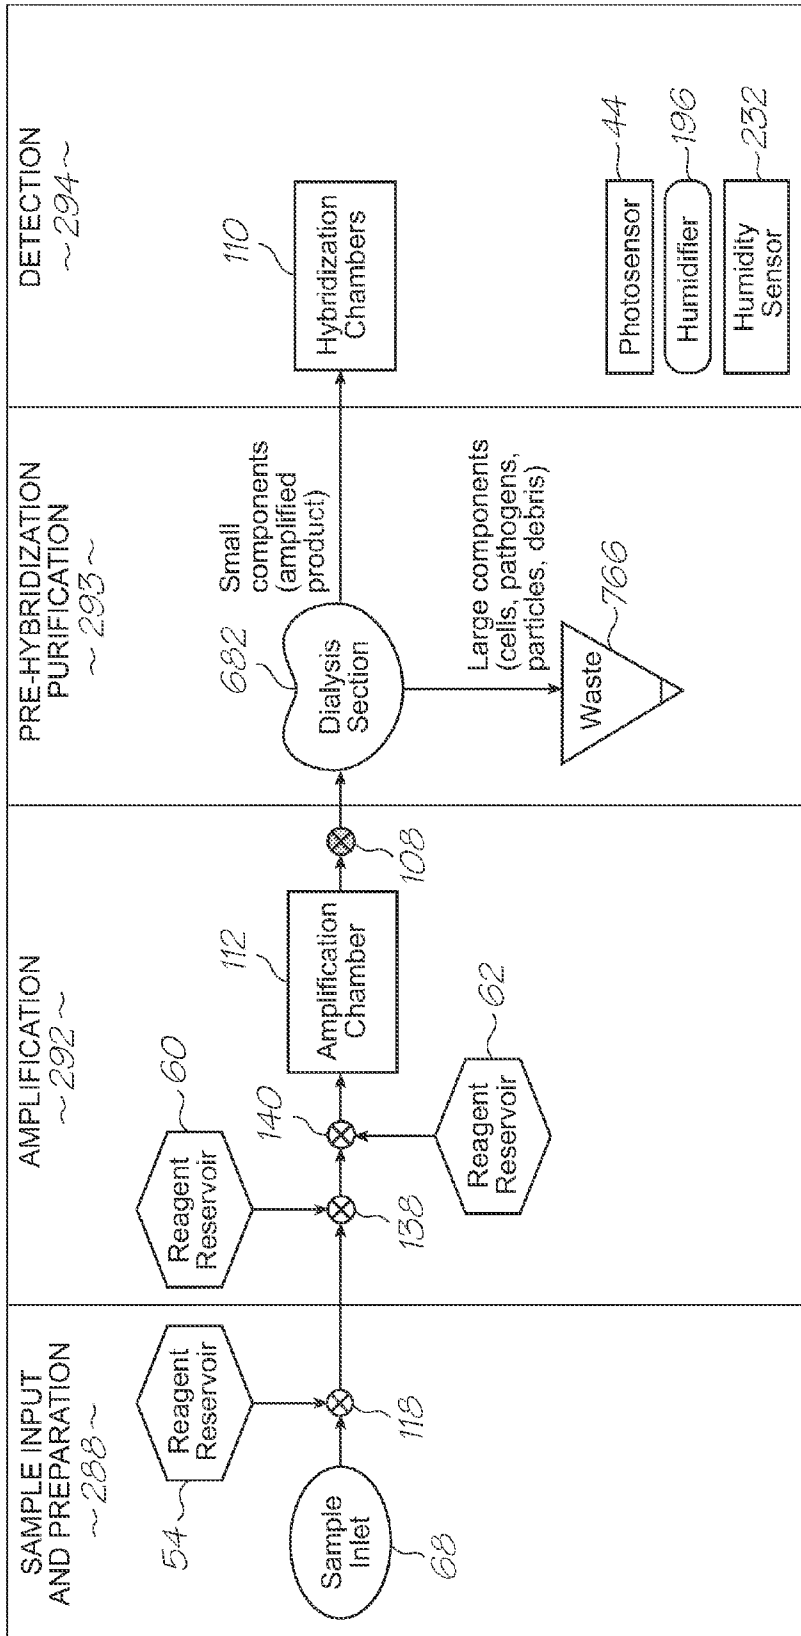 SAMPLE INPUT
AND PREPARATION
~288~
54
Reagent
Reservoir
Sample
Inlet
68
118
AMPLIFICATION
~292~
60
Reagent
Reservoir
138
140
112
Amplification
Chamber
108
62
Reagent
Reservoir
PRE-HYBRIDIZATION
PURIFICATION
~293~
682
Dialysis
Section
Small
components
(amplified
product)
Large components
(cells, pathogens,
particles, debris)
Waste
766
DETECTION
~294~
110
Hybridization
Chambers
Photosensor
44
Humidifier
196
Humidity
Sensor
232